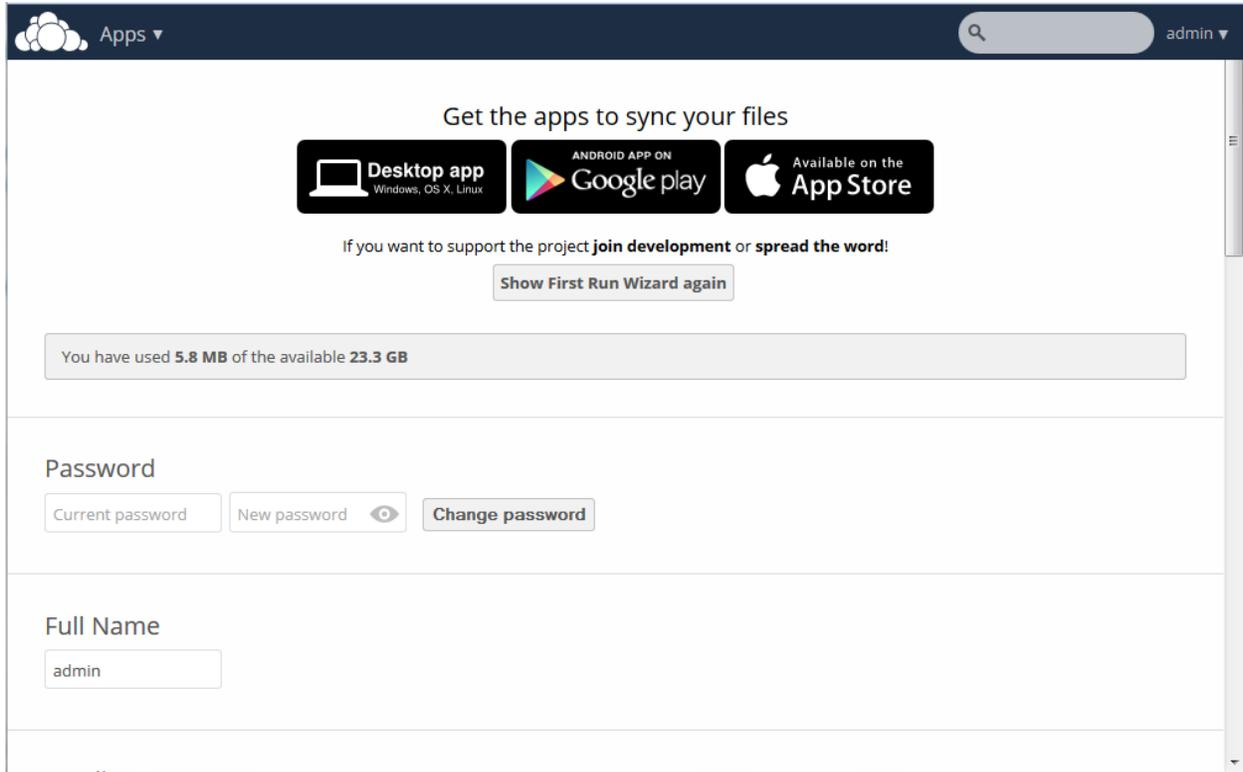 Apps ▾
admin ▾
Get the apps to sync your files
Desktop app
Windows, OS X, Linux
ANDROID APP ON
Google play
Available on the
App Store
If you want to support the project join development or spread the word!
Show First Run Wizard again
You have used 5.8 MB of the available 23.3 GB
Password
Current password
New password
Change password
Full Name
admin